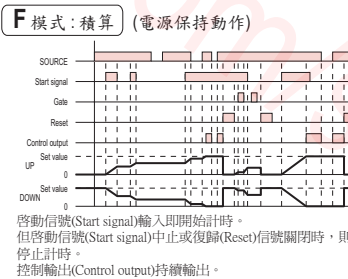 F 模式:積算 (電源保持動作)
SOURCE
Start signal
Gate
Reset
Control output
Set value
UP
0
Set value
DOWN
0
啓動信號(Start signal)輸入即開始計時。
但啓動信號(Start signal)中止或復歸(Reset)信號關閉時,則
停止計時。
控制輸出(Control output)持續輸出。